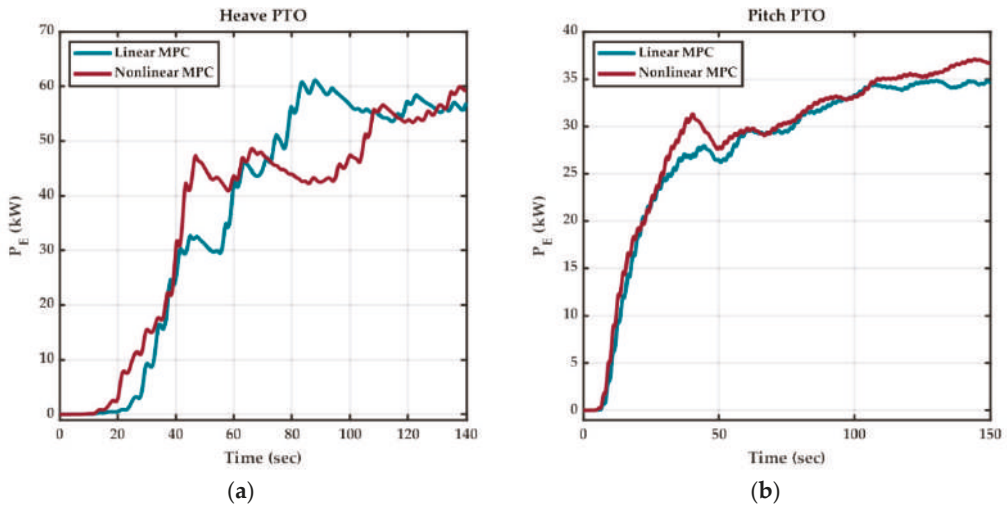 Heave PTO
70
60
50
40
30
20
10
0
P_E (kW)
Linear MPC
Nonlinear MPC
0 20 40 60 80 100 120 140
Time (sec)
(a)
Pitch PTO
40
35
30
25
20
15
10
5
0
P_E (kW)
Linear MPC
Nonlinear MPC
0 50 100 150
Time (sec)
(b)